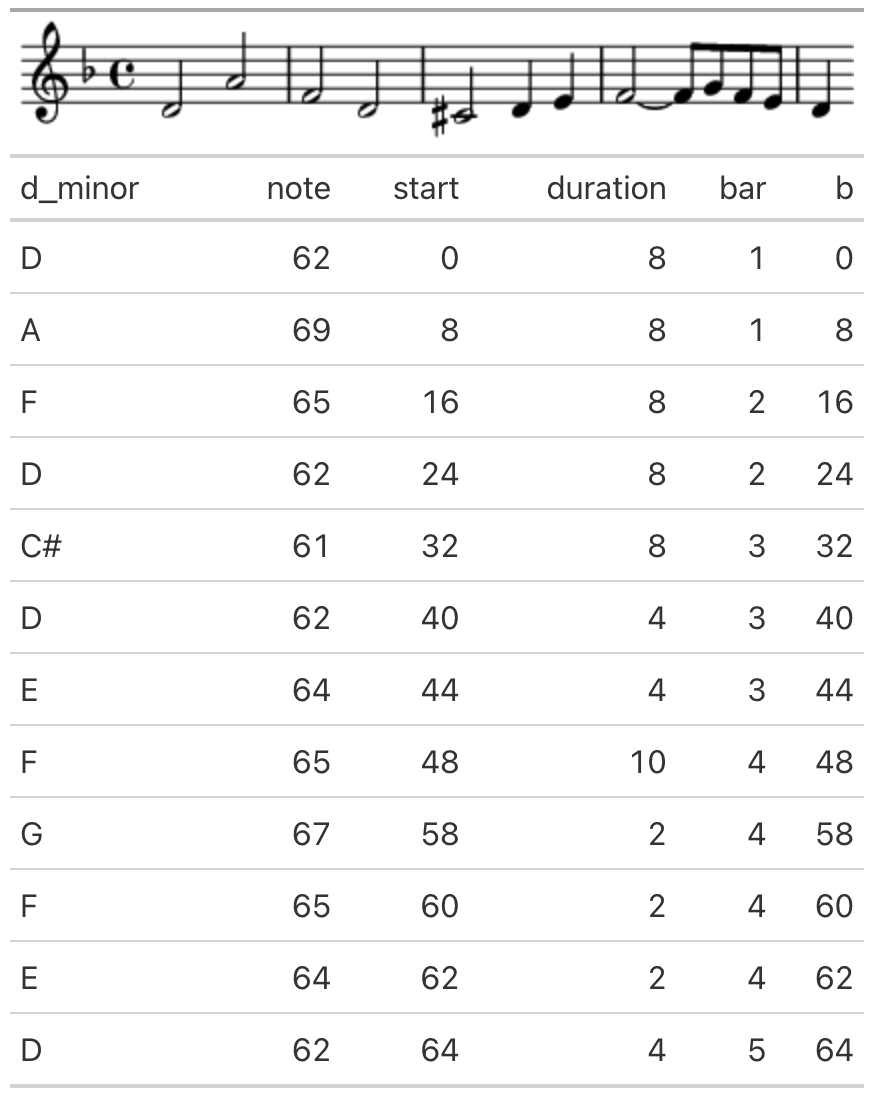 d_minor note start duration bar b
D 62 0 8 1 0
A 69 8 8 1 8
F 65 16 8 2 16
D 62 24 8 2 24
C# 61 32 8 3 32
D 62 40 4 3 40
E 64 44 4 3 44
F 65 48 10 4 48
G 67 58 2 4 58
F 65 60 2 4 60
E 64 62 2 4 62
D 62 64 4 5 64